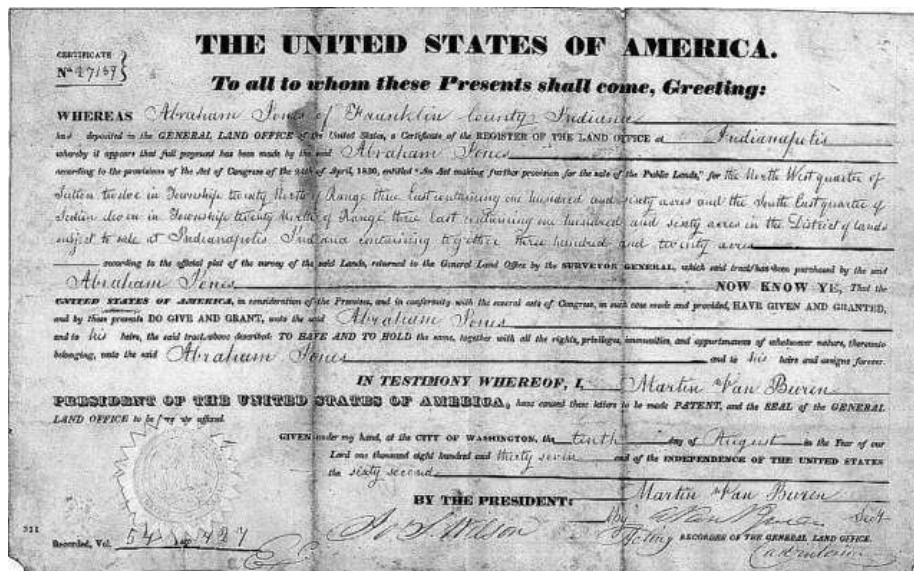 THE UNITED STATES OF AMERICA.
CERTIFICATE
No. 27157
To all to whom these Presents shall come, Greeting:
WHEREAS Abraham Jones of Franklin County Indiana
has deposited in the GENERAL LAND OFFICE of the United States, a Certificate of the REGISTER OF THE LAND OFFICE at Indianapolis
whereby it appears that full payment has been made by the said Abraham Jones
according to the provisions of the Act of Congress of the 24th of April, 1820, entitled "An Act making further provision for the sale of the Public Lands," for the North West quarter of
Section twelve in Township twenty North of Range three East containing one hundred and sixty acres and the South East quarter of
Section eleven in Township twenty North of Range three East containing one hundred and sixty acres in the District of lands
subject to sale at Indianapolis Indiana containing together three hundred and twenty acres
according to the official plat of the survey of the said Lands, returned to the General Land Office by the SURVEYOR GENERAL, which said tract has been purchased by the said
Abraham Jones NOW KNOW YE, That the
UNITED STATES OF AMERICA, in consideration of the Premises, and in conformity with the several acts of Congress, in such case made and provided, HAVE GIVEN AND GRANTED,
and by these presents DO GIVE AND GRANT, unto the said Abraham Jones
and to his heirs, the said tract above described: TO HAVE AND TO HOLD the same, together with all the rights, privileges, immunities, and appurtenances of whatsoever nature, thereunto
belonging, unto the said Abraham Jones and to his heirs and assigns forever.
IN TESTIMONY WHEREOF, I, Martin Van Buren
PRESIDENT OF THE UNITED STATES OF AMERICA, have caused these letters to be made PATENT, and the SEAL of the GENERAL
LAND OFFICE to be hereunto affixed.
GIVEN under my hand, at the CITY OF WASHINGTON, the tenth day of August in the Year of our
Lord one thousand eight hundred and thirty seven and of the INDEPENDENCE OF THE UNITED STATES
the sixty second
BY THE PRESIDENT: Martin Van Buren
By A Van Buren Sect
Jos. S. Wilson Acting RECORDER OF THE GENERAL LAND OFFICE.
ad interim
Recorded, Vol. 54 427